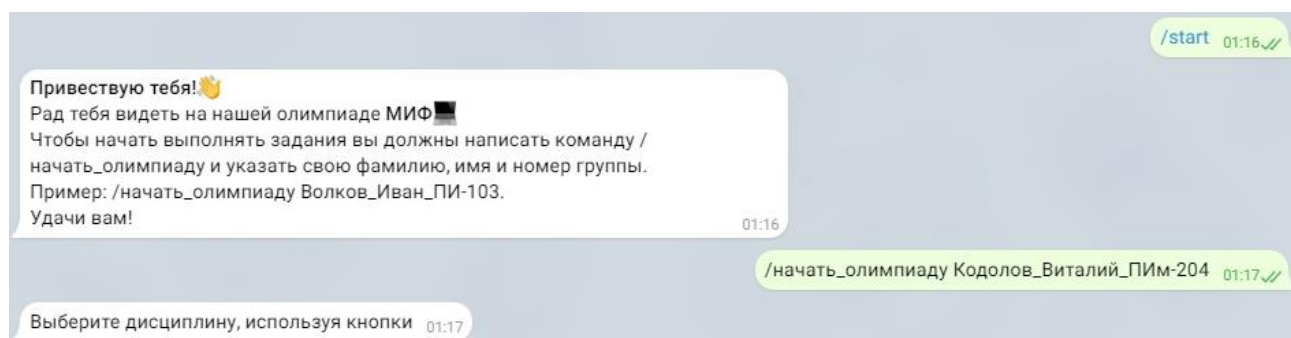 /start 01:16
Привествую тебя!👋
Рад тебя видеть на нашей олимпиаде МИФ💻
Чтобы начать выполнять задания вы должны написать команду /
начать_олимпиаду и указать свою фамилию, имя и номер группы.
Пример: /начать_олимпиаду Волков_Иван_ПИ-103.
Удачи вам! 01:16
/начать_олимпиаду Кодолов_Виталий_ПИм-204 01:17
Выберите дисциплину, используя кнопки 01:17